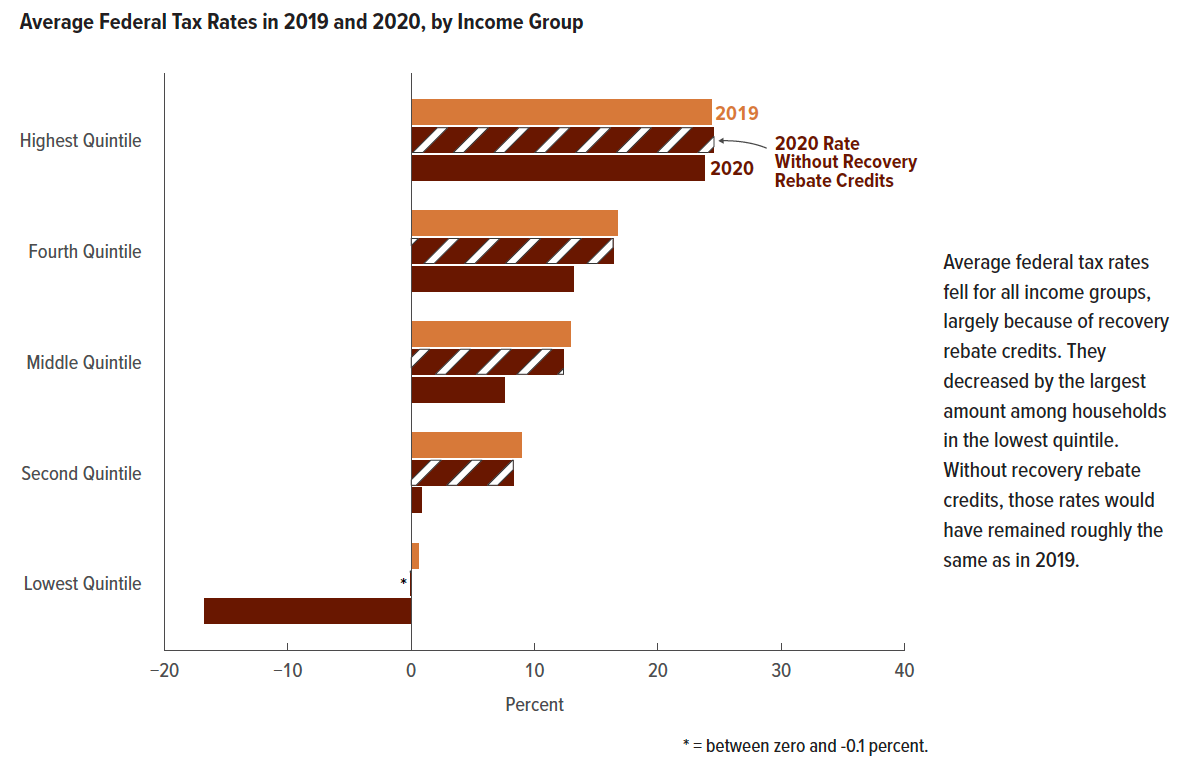 Average Federal Tax Rates in 2019 and 2020, by Income Group
Highest Quintile
2019
2020 Rate
Without Recovery
Rebate Credits
2020
Fourth Quintile
Middle Quintile
Second Quintile
Lowest Quintile
*
−20 −10 0 10 20 30 40
Percent
Average federal tax rates
fell for all income groups,
largely because of recovery
rebate credits. They
decreased by the largest
amount among households
in the lowest quintile.
Without recovery rebate
credits, those rates would
have remained roughly the
same as in 2019.
* = between zero and -0.1 percent.